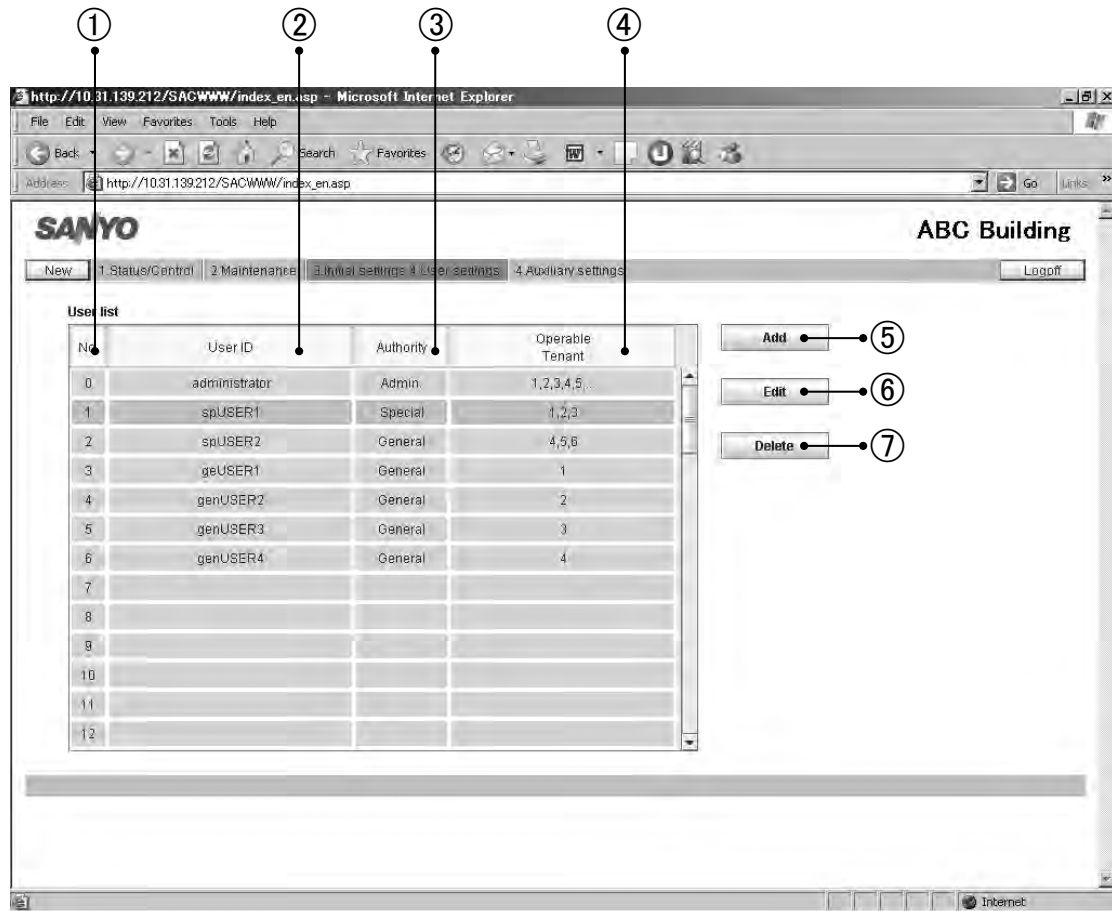 ① ② ③ ④
http://10.31.139.212/SACWWW/index_en.asp - Microsoft Internet Explorer
File Edit View Favorites Tools Help
Back Search Favorites
Address http://10.31.139.212/SACWWW/index_en.asp Go Links »
SANYO ABC Building
New 1.Status/Control 2.Maintenance 3.Initial settings 4.User settings 4.Auxiliary settings Logoff
User list
No User ID Authority Operable Tenant
0 administrator Admin. 1,2,3,4,5...
1 spUSER1 Special 1,2,3
2 spUSER2 General 4,5,6
3 geUSER1 General 1
4 genUSER2 General 2
5 genUSER3 General 3
6 genUSER4 General 4
7
8
9
10
11
12
Add ⑤
Edit ⑥
Delete ⑦
Internet